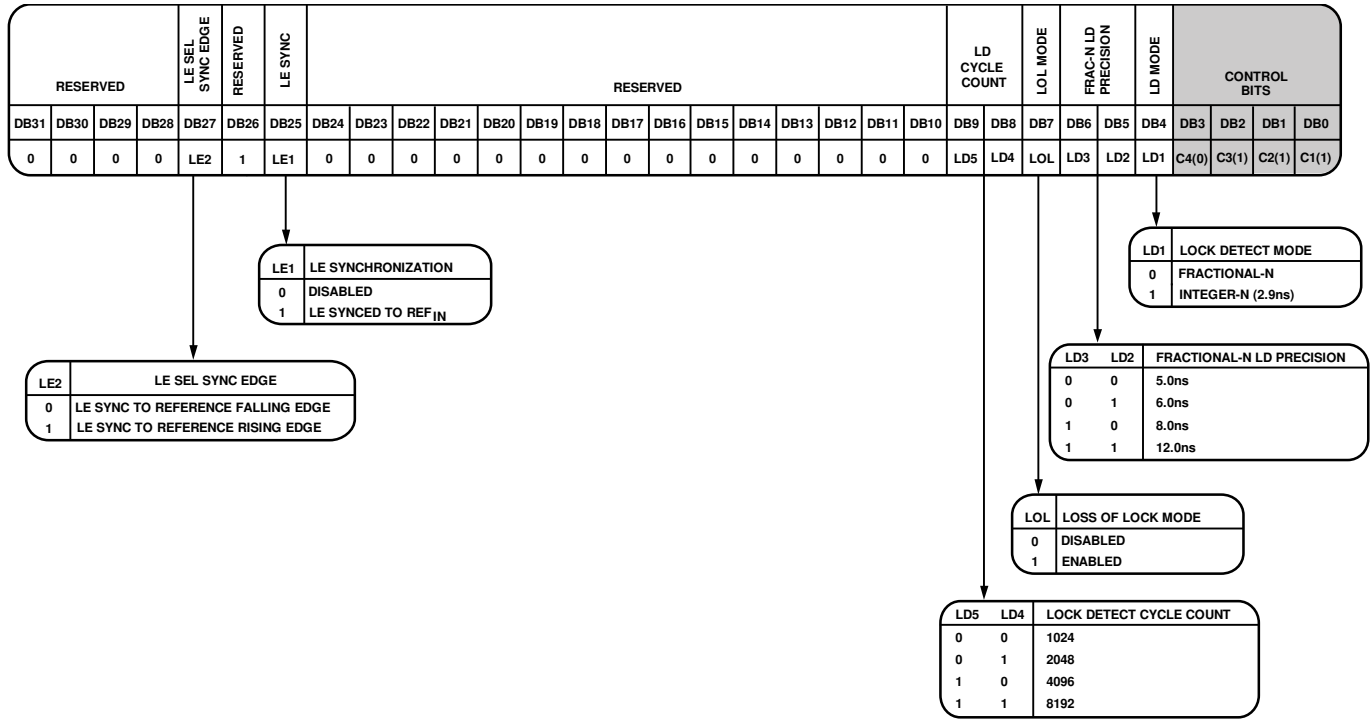 RESERVED
LE SEL
SYNC EDGE
RESERVED
LE SYNC
RESERVED
LD
CYCLE
COUNT
LOL MODE
FRAC-N LD
PRECISION
LD MODE
CONTROL
BITS
DB31 DB30 DB29 DB28 DB27 DB26 DB25 DB24 DB23 DB22 DB21 DB20 DB19 DB18 DB17 DB16 DB15 DB14 DB13 DB12 DB11 DB10 DB9 DB8 DB7 DB6 DB5 DB4 DB3 DB2 DB1 DB0
0 0 0 0 LE2 1 LE1 0 0 0 0 0 0 0 0 0 0 0 0 0 0 0 LD5 LD4 LOL LD3 LD2 LD1 C4(0) C3(1) C2(1) C1(1)
LE1 LE SYNCHRONIZATION
0 DISABLED
1 LE SYNCED TO REFIN
LD1 LOCK DETECT MODE
0 FRACTIONAL-N
1 INTEGER-N (2.9ns)
LE2 LE SEL SYNC EDGE
0 LE SYNC TO REFERENCE FALLING EDGE
1 LE SYNC TO REFERENCE RISING EDGE
LD3 LD2 FRACTIONAL-N LD PRECISION
0 0 5.0ns
0 1 6.0ns
1 0 8.0ns
1 1 12.0ns
LOL LOSS OF LOCK MODE
0 DISABLED
1 ENABLED
LD5 LD4 LOCK DETECT CYCLE COUNT
0 0 1024
0 1 2048
1 0 4096
1 1 8192